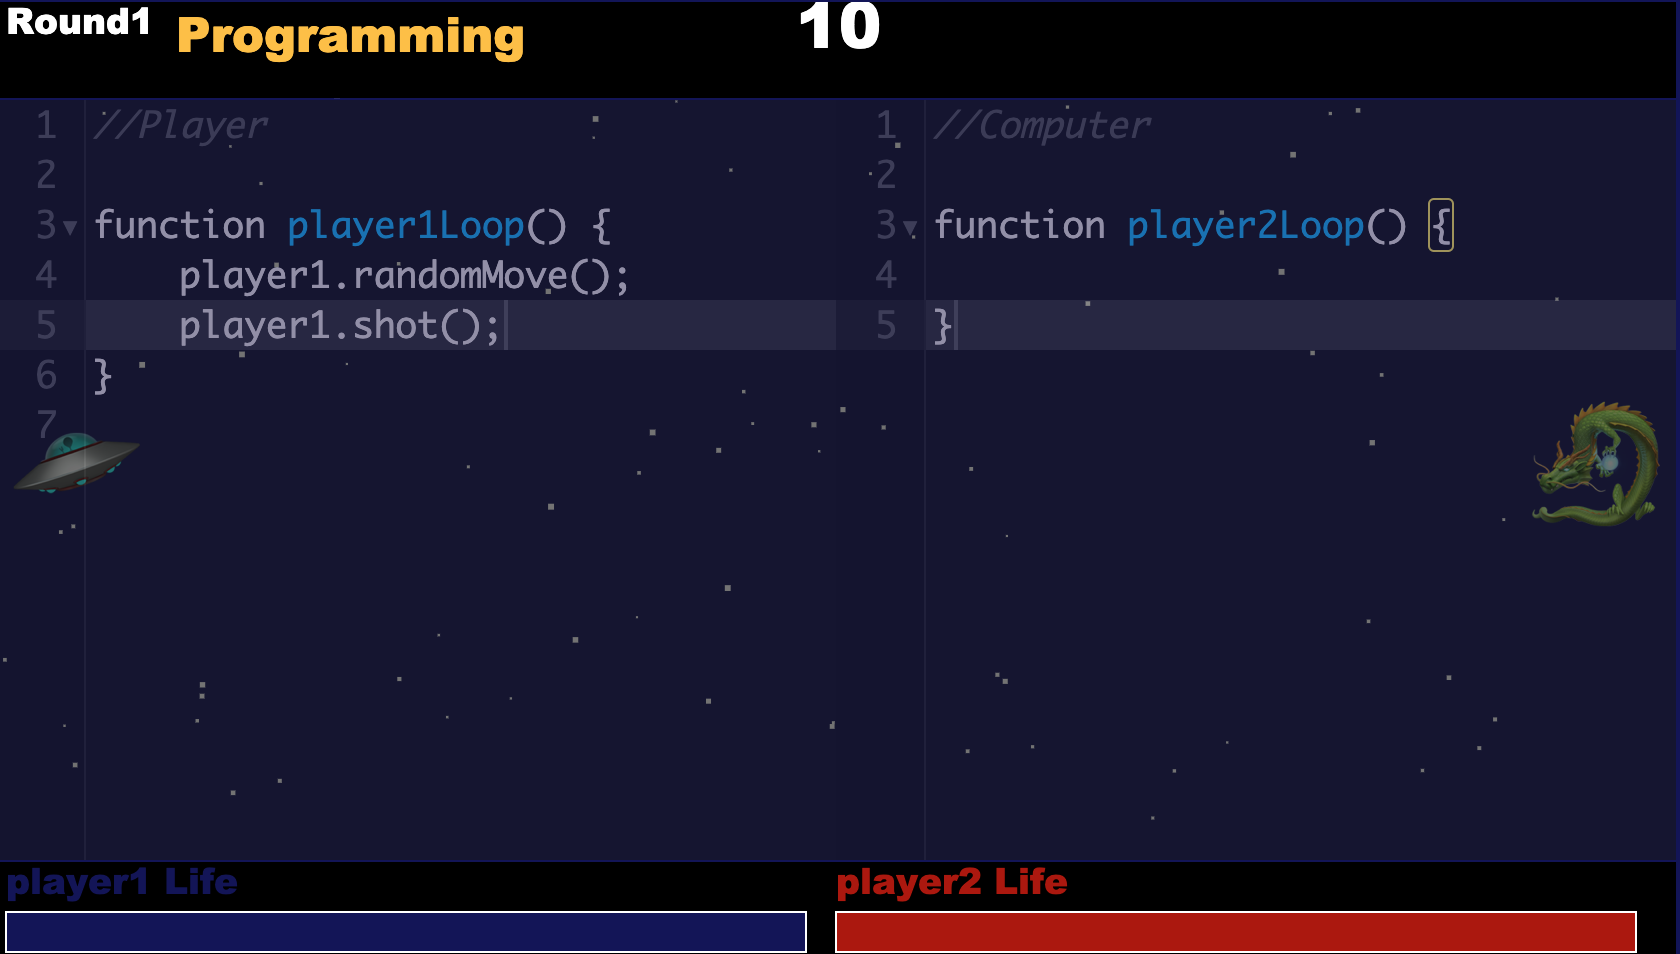 Round1 Programming 10
1 //Player
2
3 function player1Loop() {
4 player1.randomMove();
5 player1.shot();
6 }
7
1 //Computer
2
3 function player2Loop() {
4
5 }
player1 Life
player2 Life